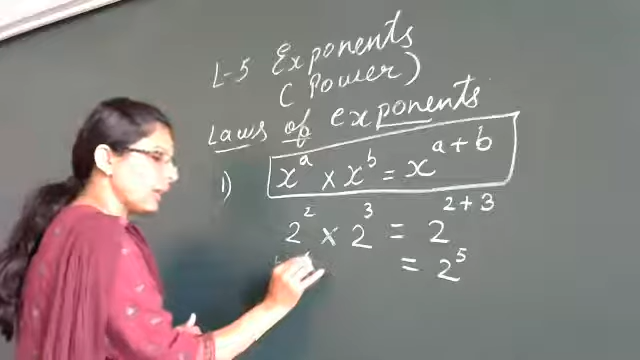 L-5 Exponents
(Power)
Laws of exponents
1) x^a × x^b = x^{a+b}
2^2 × 2^3 = 2^{2+3}
= 2^5